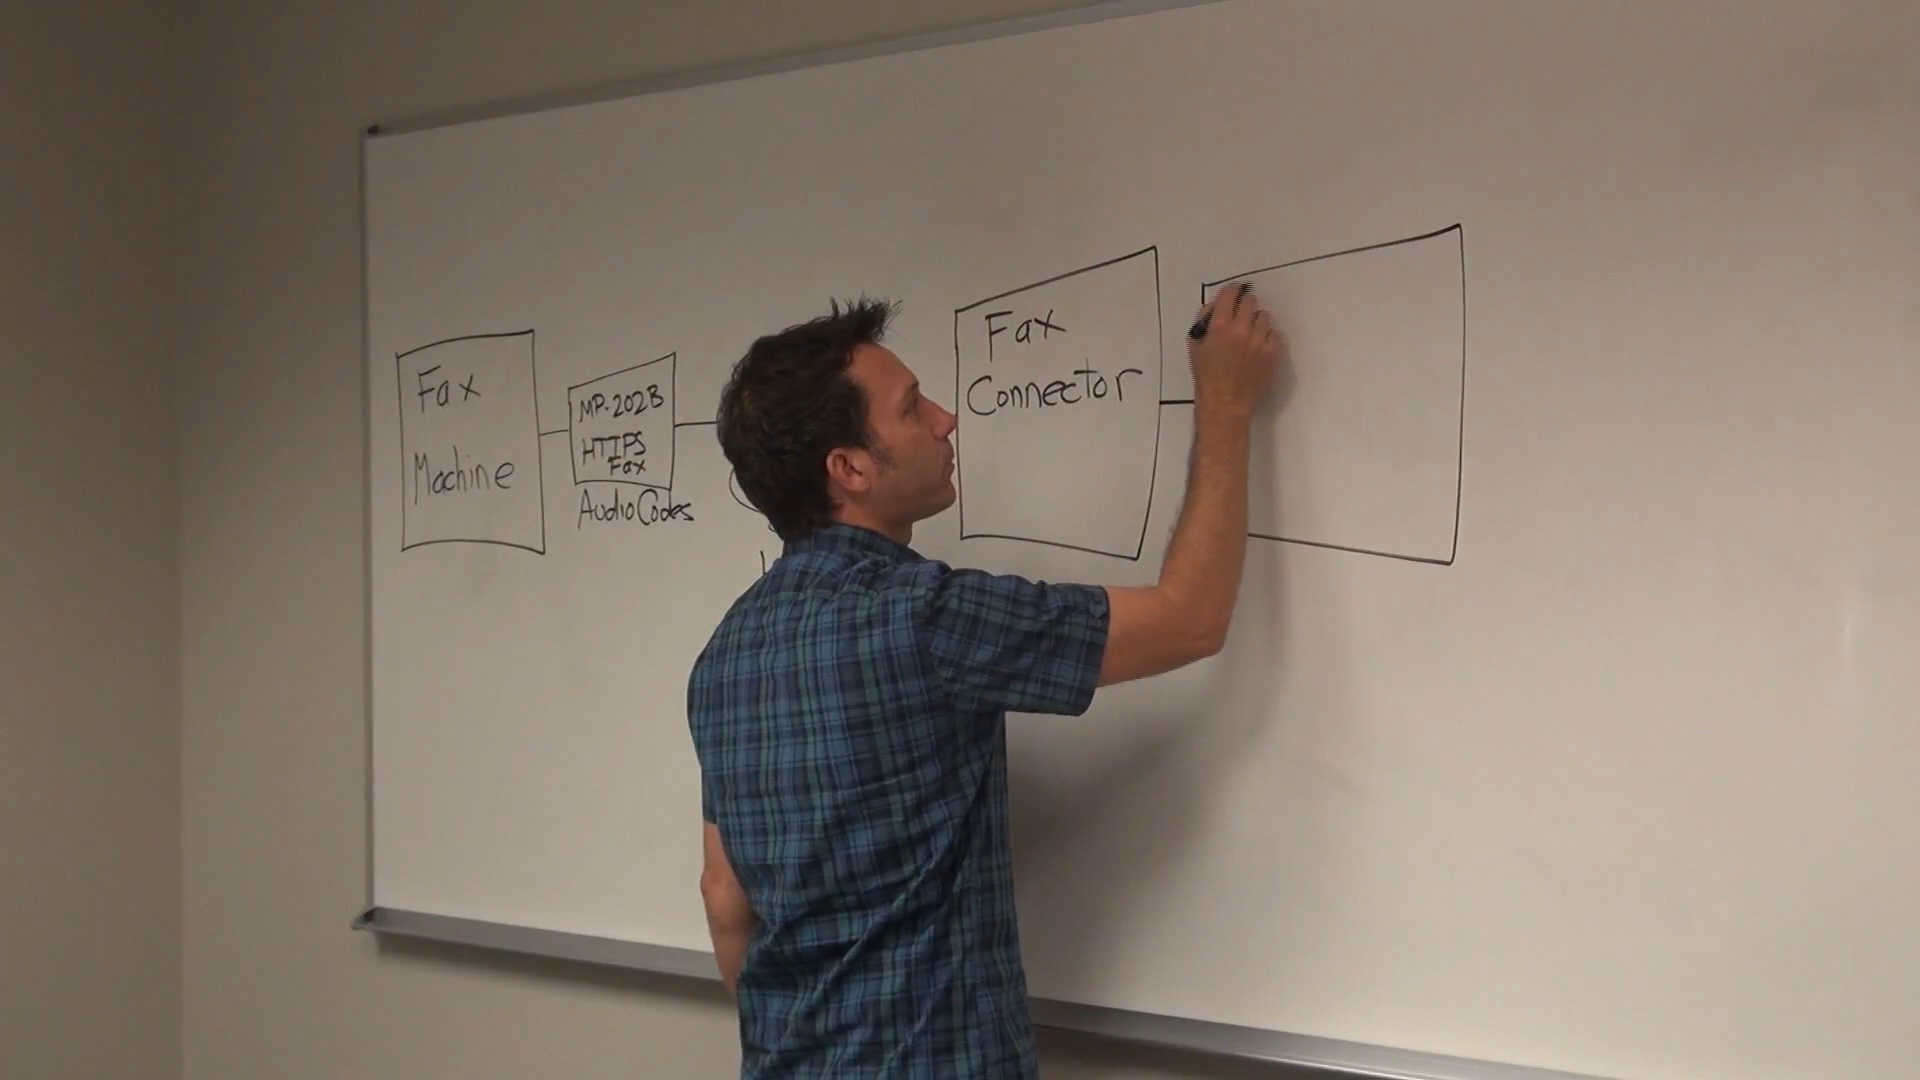 Fax
Machine
MP-202B
HTTPS
Fax
AudioCodes
Fax
Connector